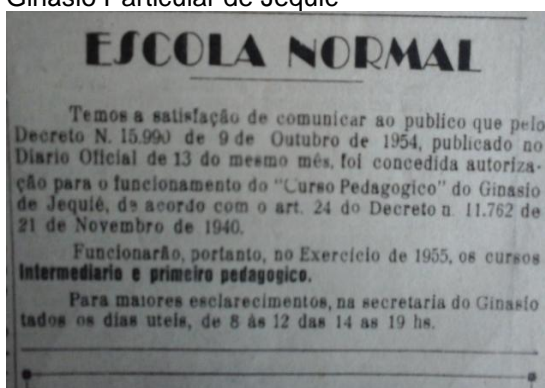 Ginasio Particular de Jequié
ESCOLA NORMAL
Temos a satisfação de comunicar ao publico que pelo
Decreto N. 15.990 de 9 de Outubro de 1954, publicado no
Diario Oficial de 13 do mesmo mês, foi concedida autoriza-
ção para o funcionamento do "Curso Pedagogico" do Ginasio
de Jequié, de acordo com o art. 24 do Decreto n. 11.762 de
21 de Novembro de 1940.
Funcionarão, portanto, no Exercicio de 1955, os cursos
Intermediario e primeiro pedagogico.
Para maiores esclarecimentos, na secretaria do Ginasio
tados os dias uteis, de 8 às 12 das 14 as 19 hs.